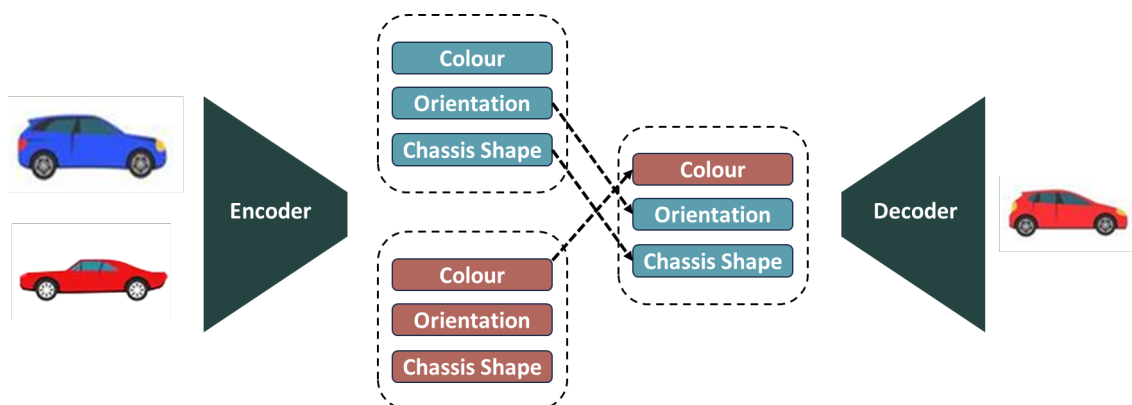 Encoder
Colour
Orientation
Chassis Shape
Colour
Orientation
Chassis Shape
Colour
Orientation
Chassis Shape
Decoder